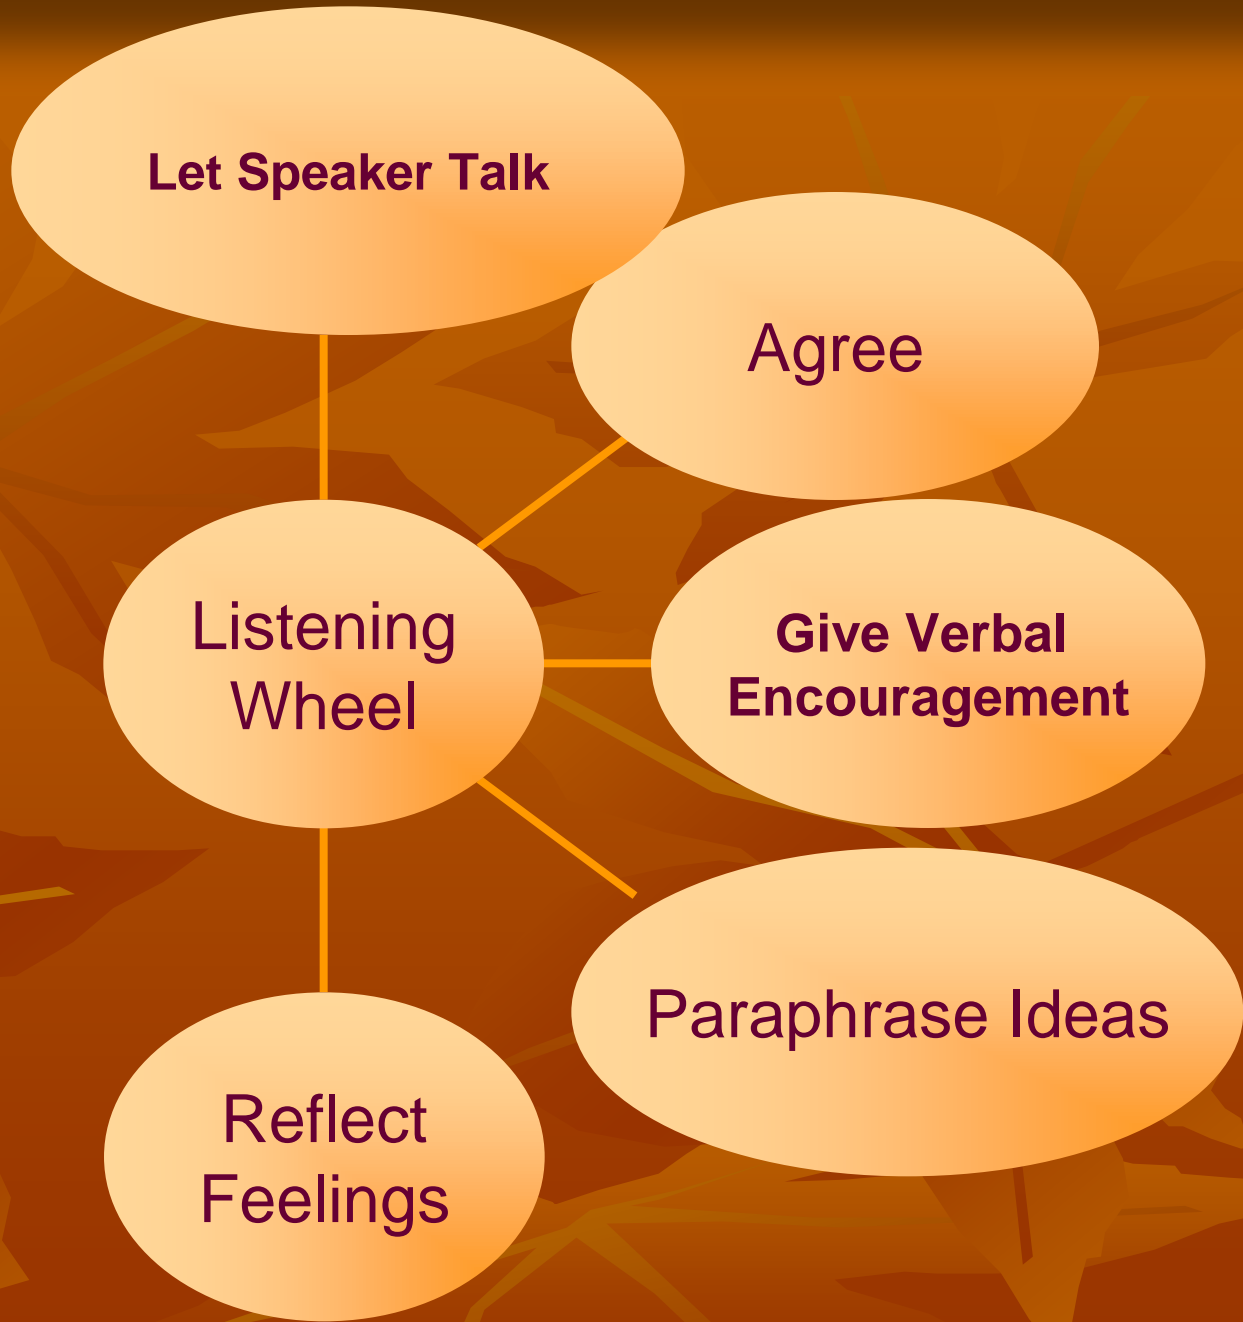 Let Speaker Talk
Agree
Listening
Wheel
Give Verbal
Encouragement
Paraphrase Ideas
Reflect
Feelings